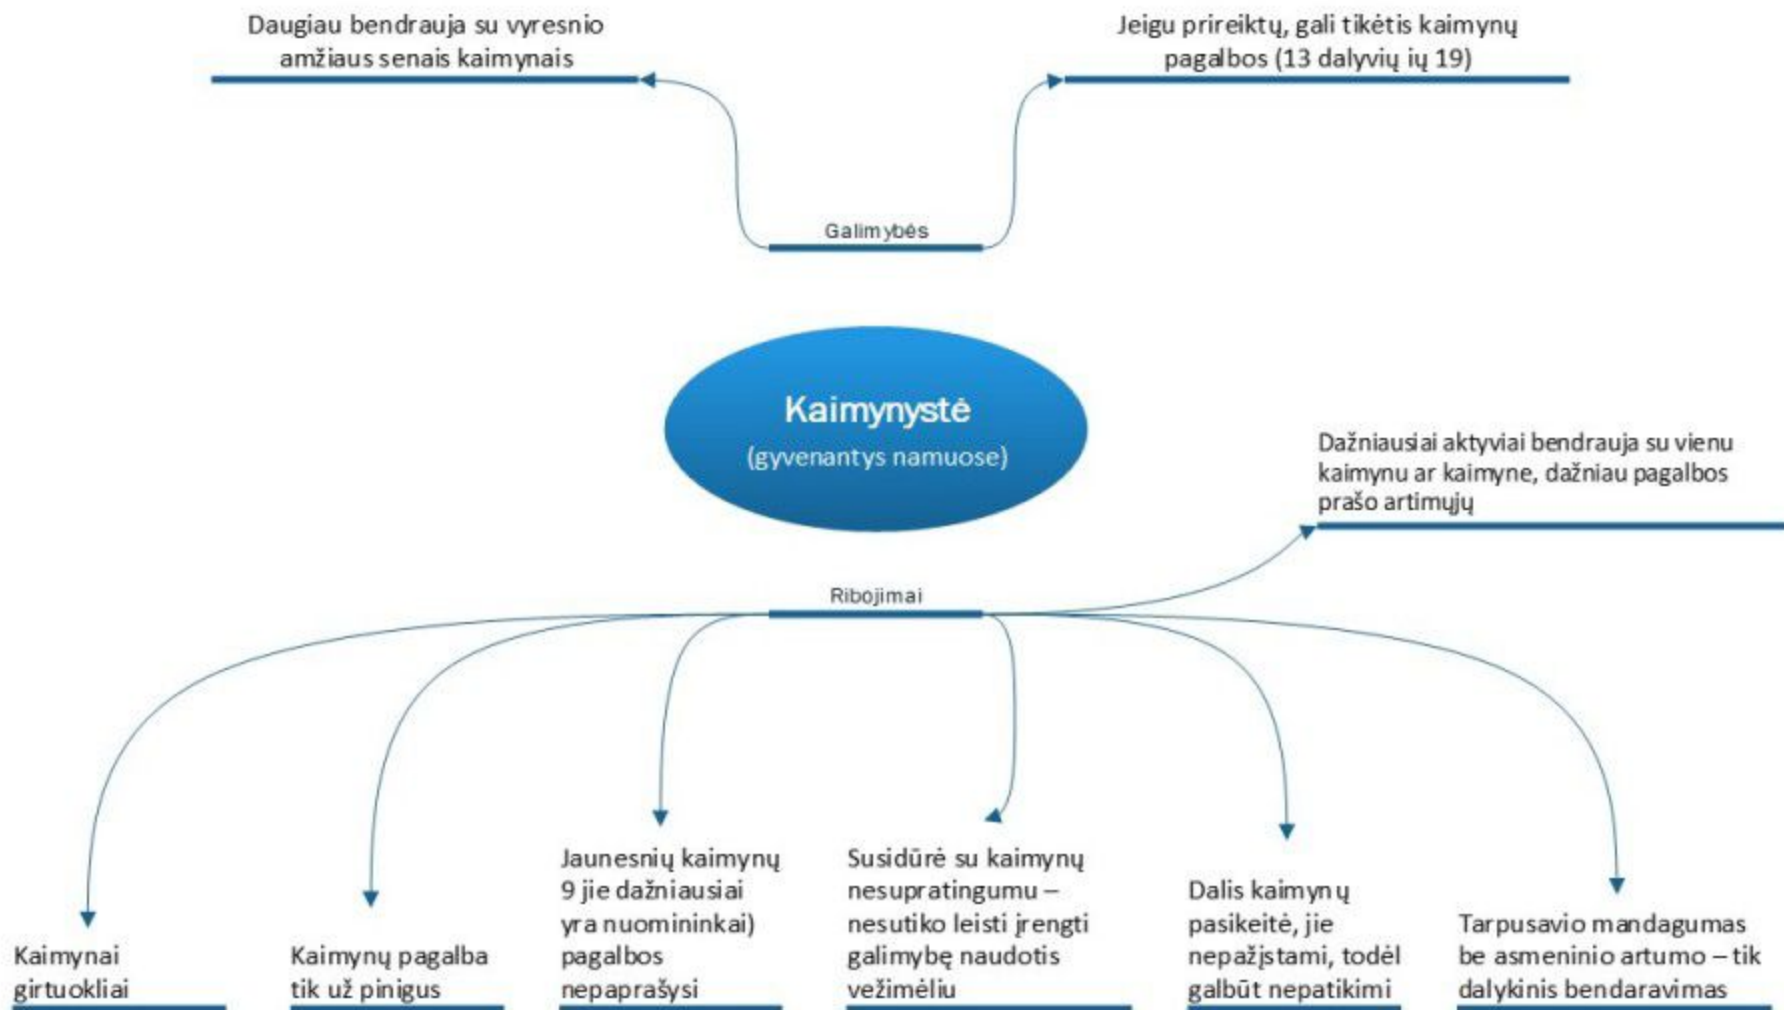 Daugiau bendrauja su vyresnio
amžiaus senais kaimynais
Jeigu prireiktų, gali tikėtis kaimynų
pagalbos (13 dalyvių ių 19)
Galimybės
Kaimynystė
(gyvenantys namuose)
Dažniausiai aktyviai bendrauja su vienu
kaimynu ar kaimyne, dažniau pagalbos
prašo artimųjų
Ribojimai
Kaimynai
girtuokliai
Kaimynų pagalba
tik už pinigus
Jaunesnių kaimynų
9 jie dažniausiai
yra nuomininkai)
pagalbos
nepaprašysi
Susidūrė su kaimynų
nesupratingumu –
nesutiko leisti įrengti
galimybę naudotis
vežimėliu
Dalis kaimynų
pasikeitė, jie
nepažįstami, todėl
galbūt nepatikimi
Tarpusavio mandagumas
be asmeninio artumo – tik
dalykinis bendaravimas